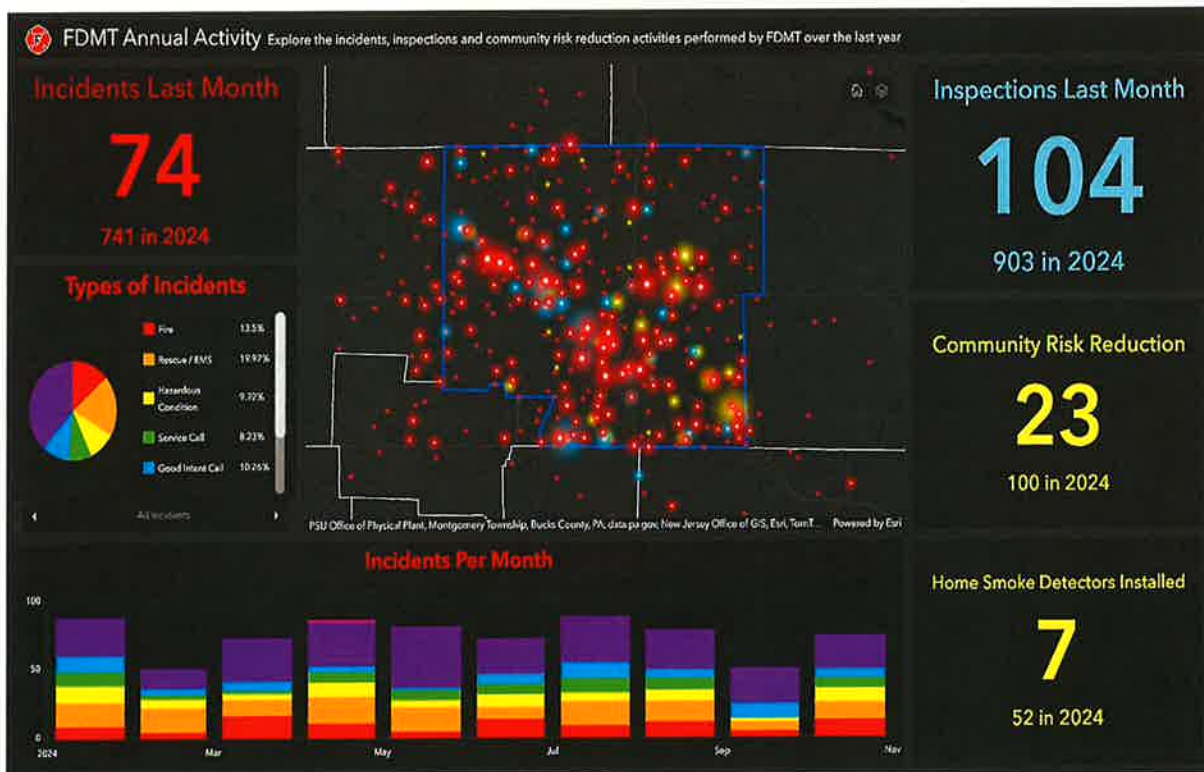 FDMT Annual Activity Explore the incidents, inspections and community risk reduction activities performed by FDMT over the last year
Incidents Last Month
74
741 in 2024
Types of Incidents
Fire 13.5%
Rescue / EMS 19.97%
Hazardous
Condition 9.72%
Service Call 8.23%
Good Intent Call 10.26%
All Incidents
PSU Office of Physical Plant, Montgomery Township, Bucks County, PA, data.pa.gov, New Jersey Office of GIS, Esri, TomT... Powered by Esri
Inspections Last Month
104
903 in 2024
Community Risk Reduction
23
100 in 2024
Incidents Per Month
100
50
0
2024 Mar May Jul Sep Nov
Home Smoke Detectors Installed
7
52 in 2024